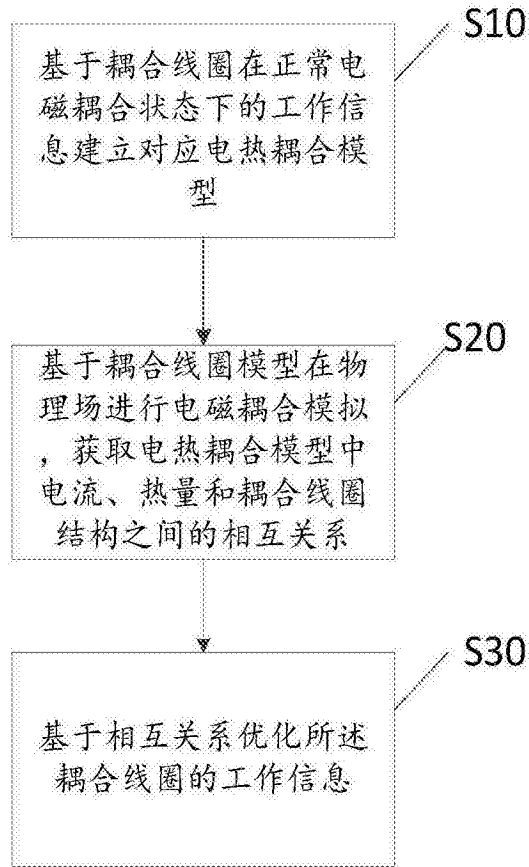 S10
基于耦合线圈在正常电
磁耦合状态下的工作信
息建立对应电热耦合模
型
S20
基于耦合线圈模型在物
理场进行电磁耦合模拟
，获取电热耦合模型中
电流、热量和耦合线圈
结构之间的相互关系
S30
基于相互关系优化所述
耦合线圈的工作信息